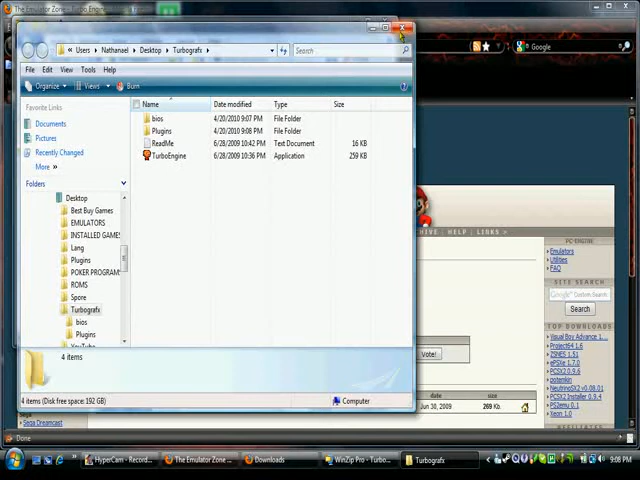 The Emulator Zone - Turbo Engine
Users ▸ Nathanael ▸ Desktop ▸ Turbografx ▸
Search
Google
File Edit View Tools Help
Organize Views Burn
Favorite Links
Documents
Pictures
Recently Changed
More »
Folders
Desktop
Best Buy Games
EMULATORS
INSTALLED GAMES
Lang
Plugins
POKER PROGRAM
ROMS
Spore
Turbografx
bios
Plugins
Name Date modified Type Size
bios 4/20/2010 9:07 PM File Folder
Plugins 4/20/2010 9:08 PM File Folder
ReadMe 6/28/2009 10:42 PM Text Document 16 KB
TurboEngine 6/28/2009 10:36 PM Application 259 KB
4 items
4 items (Disk free space: 192 GB)
Computer
HIVE | HELP | LINKS >
PC-ENGINE
Emulators
Utilities
FAQ
SITE SEARCH
Google™ Custom Search
Search
TOP DOWNLOADS
Visual Boy Advance 1....
Project64 1.6
ZSNES 1.51
ePSXe 1.7.0
PCSX2 0.9.6
potemkin
NeutrinoSX2 v0.08.01
PCSX2 Installer 0.9.4
PS2emu 0.1
Xeon 1.0
Vote!
date size
Jun 30, 2009 269 Kb.
Sega Dreamcast
Done
HyperCam - Record...
The Emulator Zone ...
Downloads
WinZip Pro - Turbo...
Turbografx
9:08 PM